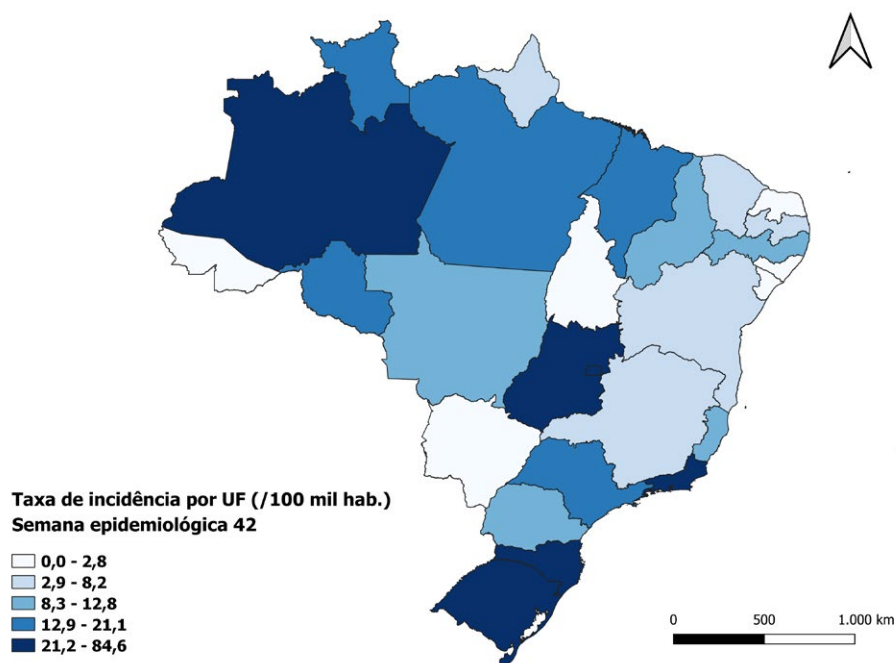 Taxa de incidência por UF (/100 mil hab.)
Semana epidemiológica 42
0,0 - 2,8
2,9 - 8,2
8,3 - 12,8
12,9 - 21,1
21,2 - 84,6
0 500 1.000 km